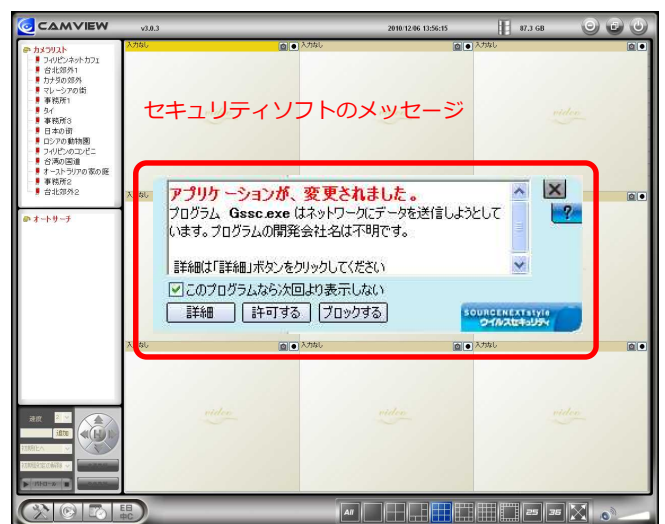 CAMVIEW
v3.0.3
2010/12/06 13:56:15
87.3 GB
カメラリスト
フィリピンネットカフェ
台北郊外1
カナダの郊外
マレーシアの街
事務所1
タイ
事務所3
日本の街
ロシアの動物園
フィリピンのコンビニ
台湾の国道
オーストラリアの家の庭
事務所2
台北郊外2
オートサーチ
入力なし
入力なし
入力なし
video
セキュリティソフトのメッセージ
アプリケーションが、変更されました。
プログラム Gssc.exe はネットワークにデータを送信しようとして
います。プログラムの開発会社名は不明です。
詳細は「詳細」ボタンをクリックしてください
このプログラムなら次回より表示しない
詳細
許可する
ブロックする
SOURCENEXTstyle
ウイルスセキュリティ
?
入力なし
入力なし
入力なし
入力なし
video
video
video
速度
追加
H
All
25
36